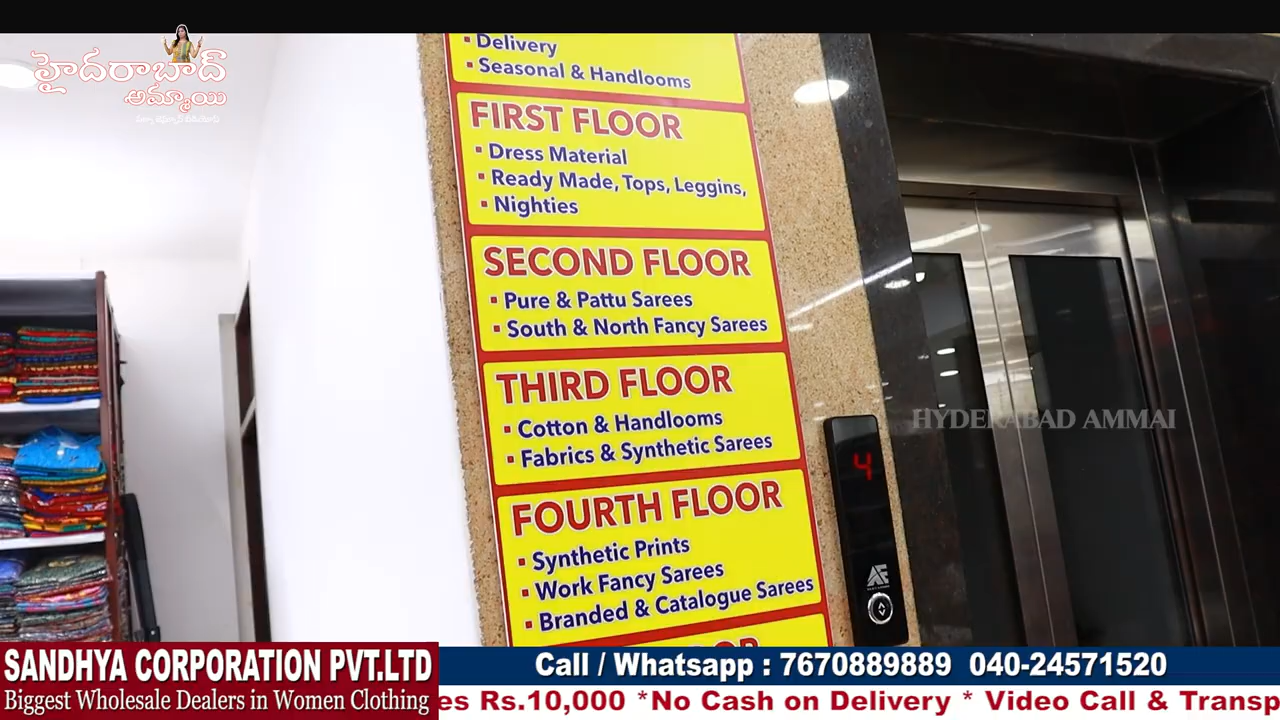 హైదరాబాద్
అమ్మాయి
Delivery
Seasonal & Handlooms
FIRST FLOOR
Dress Material
Ready Made, Tops, Leggins,
Nighties
SECOND FLOOR
Pure & Pattu Sarees
South & North Fancy Sarees
THIRD FLOOR
Cotton & Handlooms
Fabrics & Synthetic Sarees
FOURTH FLOOR
Synthetic Prints
Work Fancy Sarees
Branded & Catalogue Sarees
4
HYDERABAD AMMAI
SANDHYA CORPORATION PVT.LTD
Biggest Wholesale Dealers in Women Clothing
Call / Whatsapp : 7670889889 040-24571520
es Rs.10,000 *No Cash on Delivery * Video Call & Transp